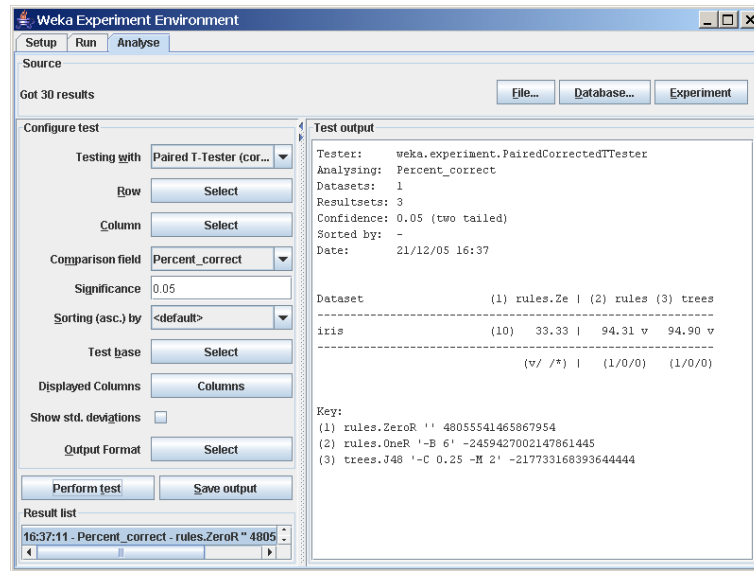 Weka Experiment Environment
Setup Run Analyse
Source
Got 30 results
File... Database... Experiment
Configure test
Testing with Paired T-Tester (cor...
Row Select
Column Select
Comparison field Percent_correct
Significance 0.05
Sorting (asc.) by <default>
Test base Select
Displayed Columns Columns
Show std. deviations
Output Format Select
Perform test Save output
Result list
16:37:11 - Percent_correct - rules.ZeroR '' 4805
Test output
Tester: weka.experiment.PairedCorrectedTTester
Analysing: Percent_correct
Datasets: 1
Resultsets: 3
Confidence: 0.05 (two tailed)
Sorted by: -
Date: 21/12/05 16:37
Dataset (1) rules.Ze | (2) rules (3) trees
--------------------------------------------------------
iris (10) 33.33 | 94.31 v 94.90 v
--------------------------------------------------------
(v/ /*) | (1/0/0) (1/0/0)
Key:
(1) rules.ZeroR '' 48055541465867954
(2) rules.OneR '-B 6' -2459427002147861445
(3) trees.J48 '-C 0.25 -M 2' -217733168393644444